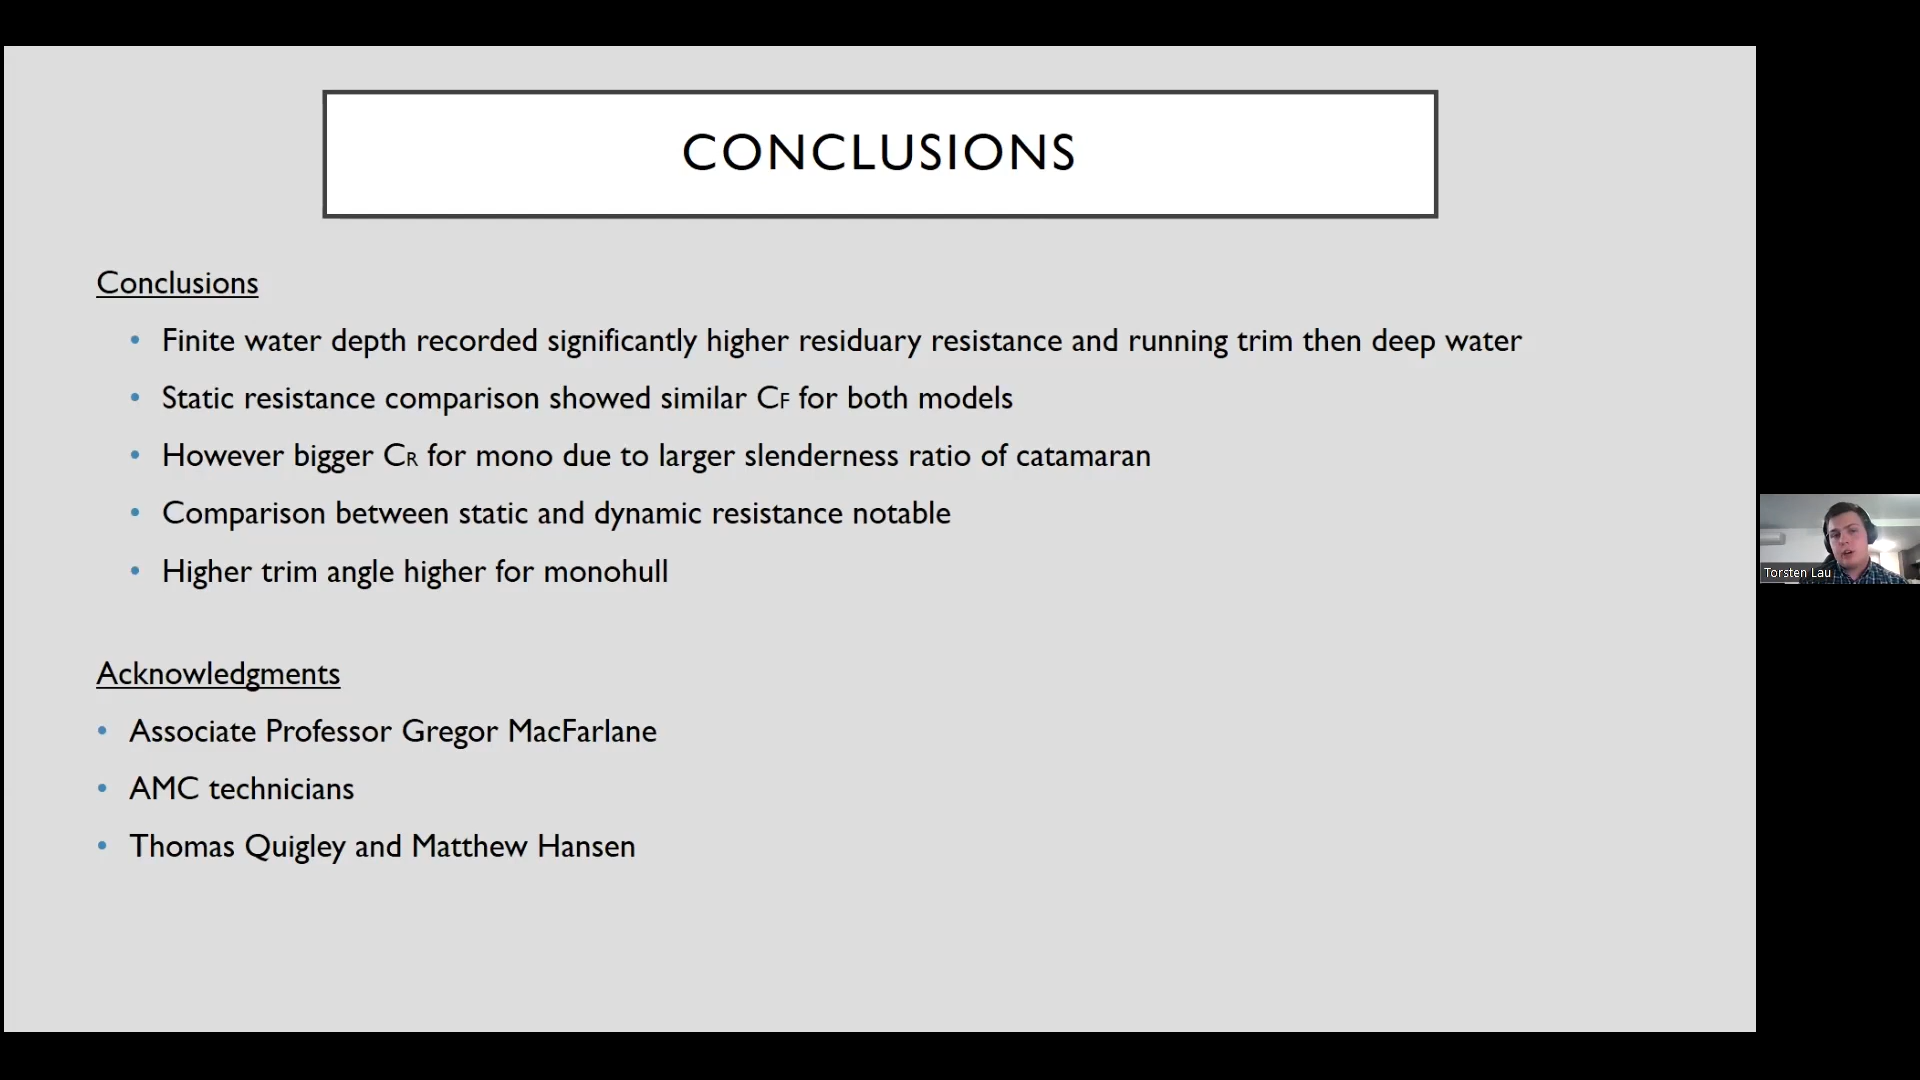 CONCLUSIONS
Conclusions
• Finite water depth recorded significantly higher residuary resistance and running trim then deep water
• Static resistance comparison showed similar CF for both models
• However bigger CR for mono due to larger slenderness ratio of catamaran
• Comparison between static and dynamic resistance notable
• Higher trim angle higher for monohull
Torsten Lau
Acknowledgments
• Associate Professor Gregor MacFarlane
• AMC technicians
• Thomas Quigley and Matthew Hansen